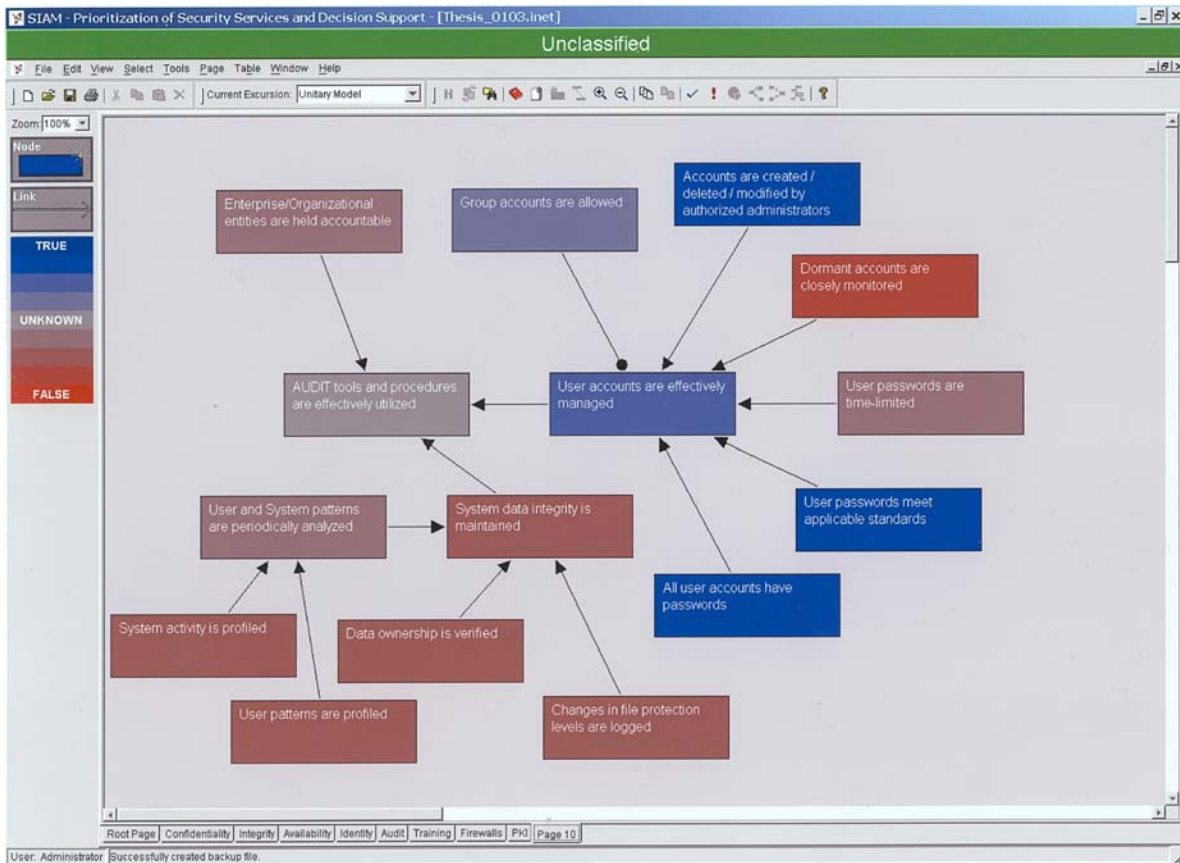 SIAM - Prioritization of Security Services and Decision Support - [Thesis_0103.inet]
Unclassified
File Edit View Select Tools Page Table Window Help
Current Excursion: Unitary Model
Zoom: 100%
Node
Link
TRUE
UNKNOWN
FALSE
Enterprise/Organizational
entities are held accountable
Group accounts are allowed
Accounts are created /
deleted / modified by
authorized administrators
Dormant accounts are
closely monitored
AUDIT tools and procedures
are effectively utilized
User accounts are effectively
managed
User passwords are
time-limited
User and System patterns
are periodically analyzed
System data integrity is
maintained
User passwords meet
applicable standards
All user accounts have
passwords
System activity is profiled
Data ownership is verified
User patterns are profiled
Changes in file protection
levels are logged
Root Page Confidentiality Integrity Availability Identity Audit Training Firewalls PKI Page 10
User: Administrator Successfully created backup file.